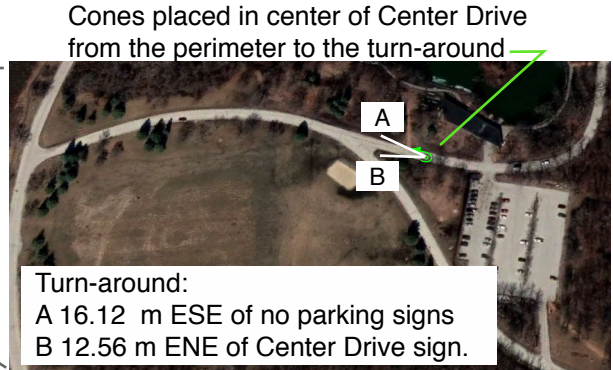 Cones placed in center of Center Drive
from the perimeter to the turn-around
A
B
Turn-around:
A 16.12  m ESE of no parking signs
B 12.56 m ENE of Center Drive sign.